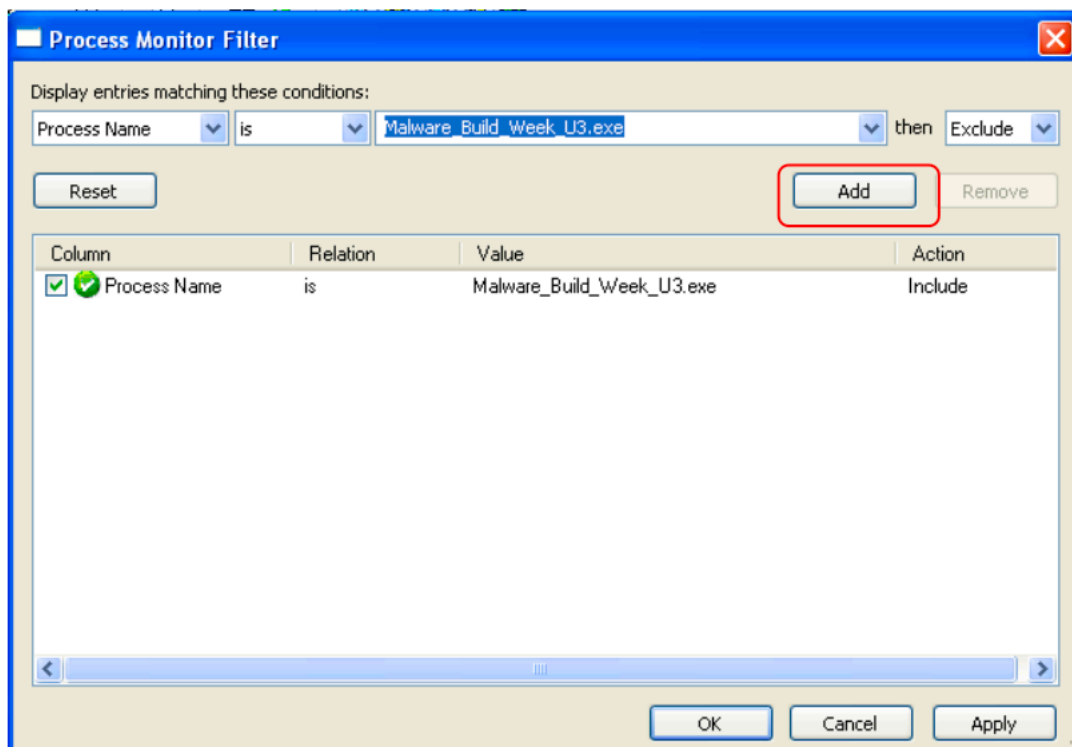 Process Monitor Filter
Display entries matching these conditions:
Process Name is Malware_Build_Week_U3.exe then Exclude
Reset Add Remove
Column Relation Value Action
Process Name is Malware_Build_Week_U3.exe Include
OK Cancel Apply